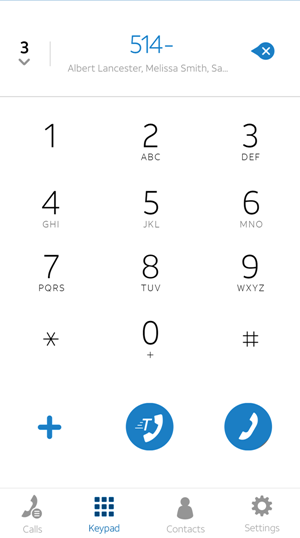 3
514-
Albert Lancester, Melissa Smith, Sa...
1 2 3
ABC DEF
4 5 6
GHI JKL MNO
7 8 9
PQRS TUV WXYZ
* 0 #
+
T
Calls Keypad Contacts Settings